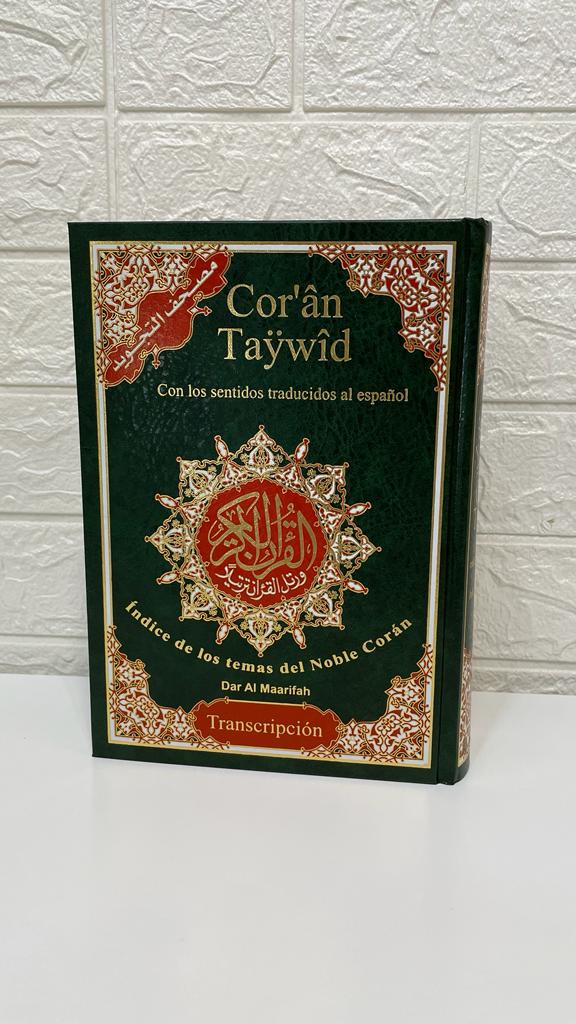 مصحف التجويد
Cor'ân
Taÿwîd
Con los sentidos traducidos al español
القرآن الكريم
ورتل القرآن ترتيلا
Índice de los temas del Noble Corán
Dar Al Maarifah
Transcripción